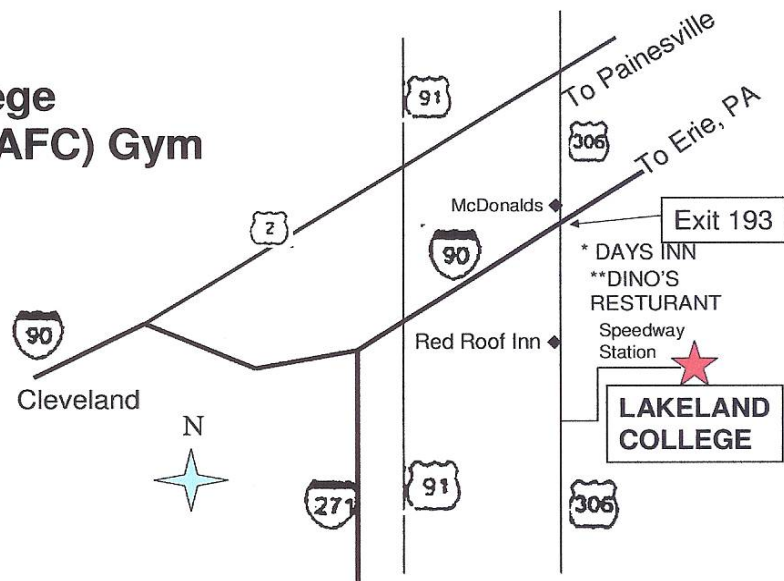 ege
AFC) Gym
91
To Painesville
306
To Erie, PA
2
McDonalds
Exit 193
90
* DAYS INN
**DINO'S
RESTURANT
90
Red Roof Inn
Speedway
Station
Cleveland
LAKELAND
COLLEGE
N
271
91
306